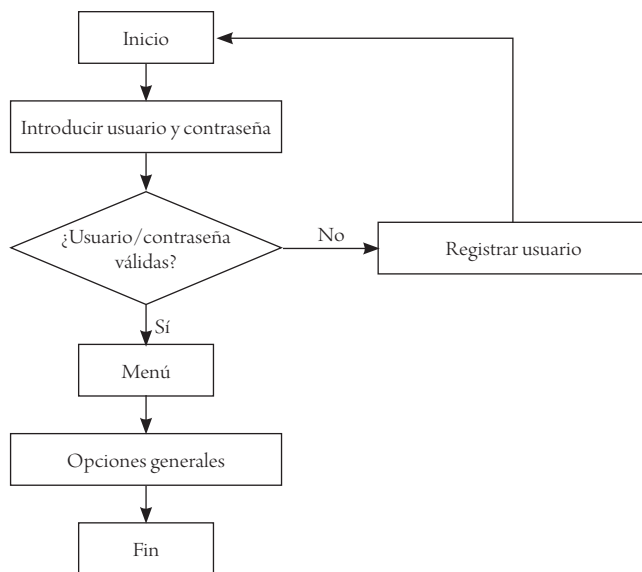 Inicio
Introducir usuario y contraseña
¿Usuario/contraseña
válidas?
No
Registrar usuario
Sí
Menú
Opciones generales
Fin